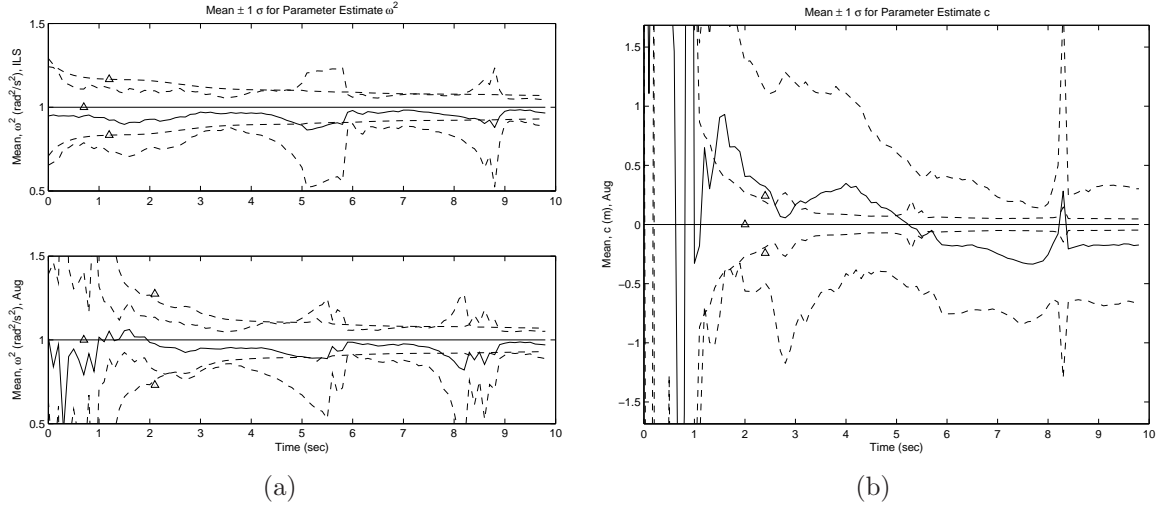 Mean ± 1 σ for Parameter Estimate ω²
1.5
1
0.5
Mean, ω² (rad²/s²), ILS
0 1 2 3 4 5 6 7 8 9 10
1.5
1
0.5
Mean, ω² (rad²/s²), Aug
0 1 2 3 4 5 6 7 8 9 10
Time (sec)
(a)
Mean ± 1 σ for Parameter Estimate c
1.5
1
0.5
0
−0.5
−1
−1.5
Mean, c (m), Aug
0 1 2 3 4 5 6 7 8 9 10
Time (sec)
(b)